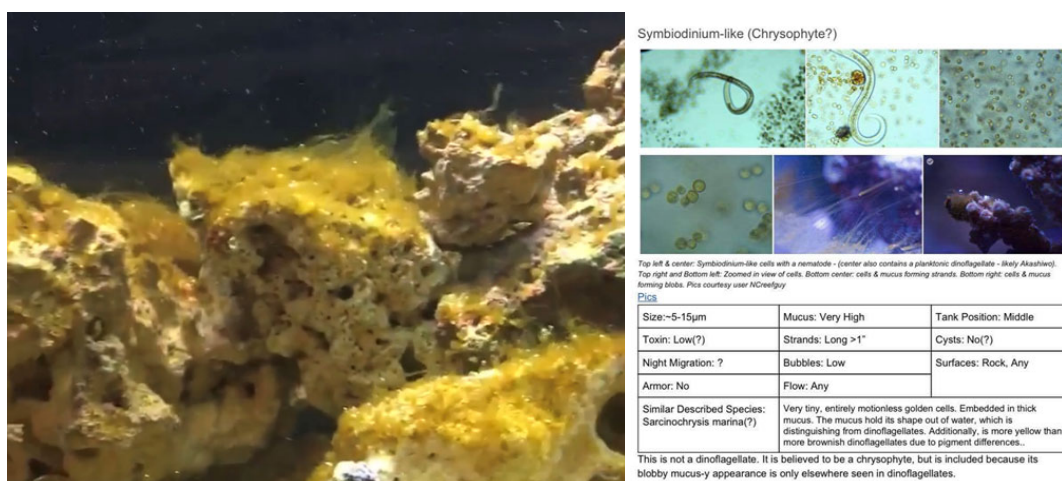 Symbiodinium-like (Chrysophyte?)
Top left & center: Symbiodinium-like cells with a nematode - (center also contains a planktonic dinoflagellate - likely Akashiwo).
Top right and Bottom left: Zoomed in view of cells. Bottom center: cells & mucus forming strands. Bottom right: cells & mucus
forming blobs. Pics courtesy user NCreefguy
Pics
Size:~5-15µm
Mucus: Very High
Tank Position: Middle
Toxin: Low(?)
Strands: Long >1"
Cysts: No(?)
Night Migration: ?
Bubbles: Low
Surfaces: Rock, Any
Armor: No
Flow: Any
Similar Described Species:
Sarcinochrysis marina(?)
Very tiny, entirely motionless golden cells. Embedded in thick
mucus. The mucus hold its shape out of water, which is
distinguishing from dinoflagellates. Additionally, is more yellow than
more brownish dinoflagellates due to pigment differences..
This is not a dinoflagellate. It is believed to be a chrysophyte, but is included because its
blobby mucus-y appearance is only elsewhere seen in dinoflagellates.